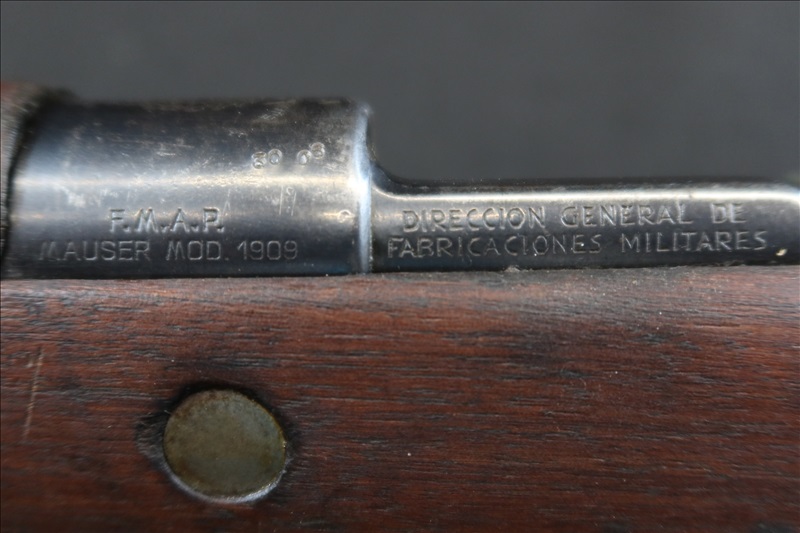 F.M.A.P.
MAUSER MOD. 1909
DIRECCION GENERAL DE
FABRICACIONES MILITARES